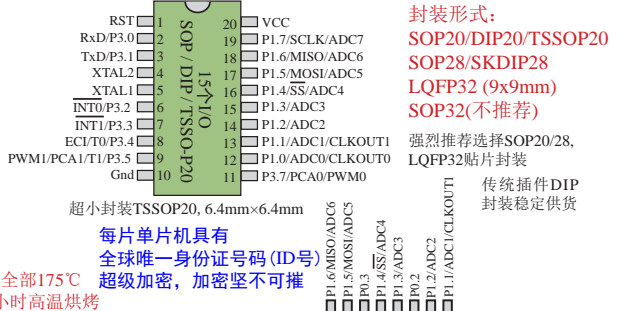 RST 1
RxD/P3.0 2
TxD/P3.1 3
XTAL2 4
XTAL1 5
INT0/P3.2 6
INT1/P3.3 7
ECI/T0/P3.4 8
PWM1/PCA1/T1/P3.5 9
Gnd 10
SOP / DIP / TSSO-P20
15个I/O
20 VCC
19 P1.7/SCLK/ADC7
18 P1.6/MISO/ADC6
17 P1.5/MOSI/ADC5
16 P1.4/SS/ADC4
15 P1.3/ADC3
14 P1.2/ADC2
13 P1.1/ADC1/CLKOUT1
12 P1.0/ADC0/CLKOUT0
11 P3.7/PCA0/PWM0
超小封装TSSOP20, 6.4mm×6.4mm
每片单片机具有
全球唯一身份证号码(ID号)
超级加密，加密坚不可摧
全部175℃
小时高温烘烤
封装形式：
SOP20/DIP20/TSSOP20
SOP28/SKDIP28
LQFP32 (9x9mm)
SOP32(不推荐)
强烈推荐选择SOP20/28,
LQFP32贴片封装
传统插件DIP
封装稳定供货
P1.6/MISO/ADC6
P1.5/MOSI/ADC5
P0.3
P1.4/SS/ADC4
P1.3/ADC3
P0.2
P1.2/ADC2
P1.1/ADC1/CLKOUT1